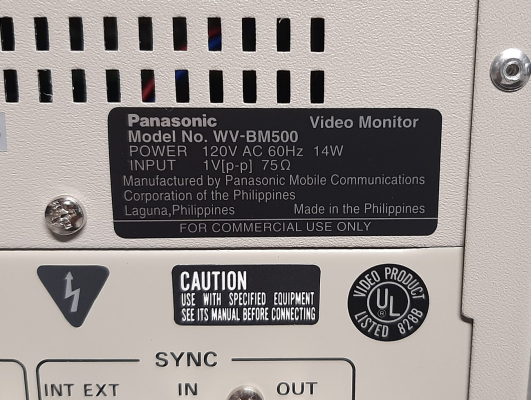 Panasonic Video Monitor
Model No. WV-BM500
POWER 120V AC 60Hz 14W
INPUT 1V[p-p] 75Ω
Manufactured by Panasonic Mobile Communications
Corporation of the Philippines
Laguna,Philippines Made in the Philippines
FOR COMMERCIAL USE ONLY
CAUTION
USE WITH SPECIFIED EQUIPMENT
SEE ITS MANUAL BEFORE CONNECTING
VIDEO PRODUCT
UL
®
LISTED 828B
SYNC
INT EXT IN OUT